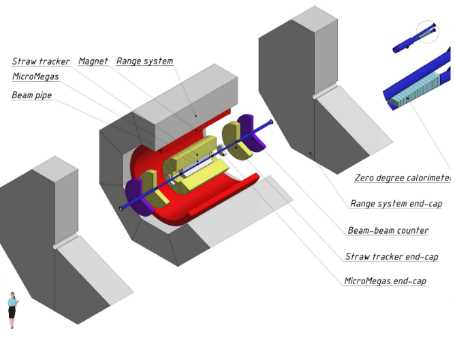 Straw tracker Magnet Range system
MicroMegas
Beam pipe
Zero degree calorimeter
Range system end-cap
Beam-beam counter
Straw tracker end-cap
MicroMegas end-cap